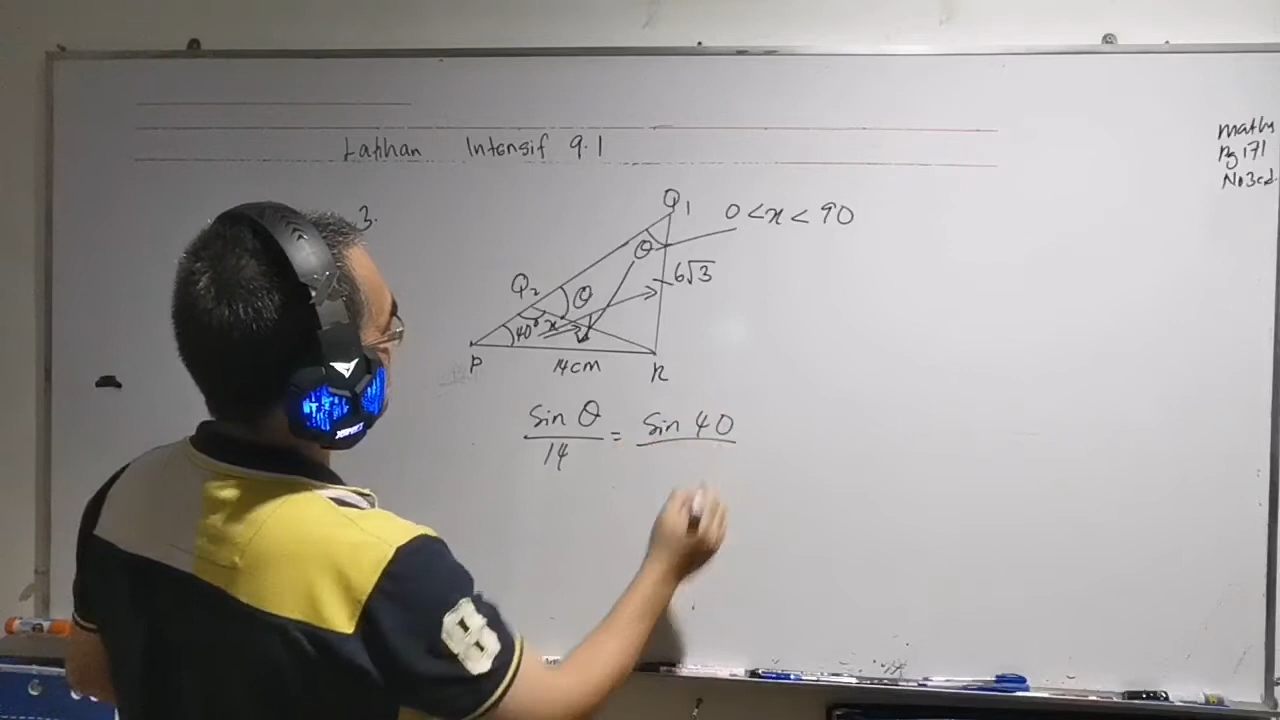 Latihan Intensif 9.1
maths
Pg 171
No3cd
3.
Q1
0 < x < 90
θ
6√3
Q2
θ
40° x
P
14cm
R
sin θ / 14 = sin 40
8